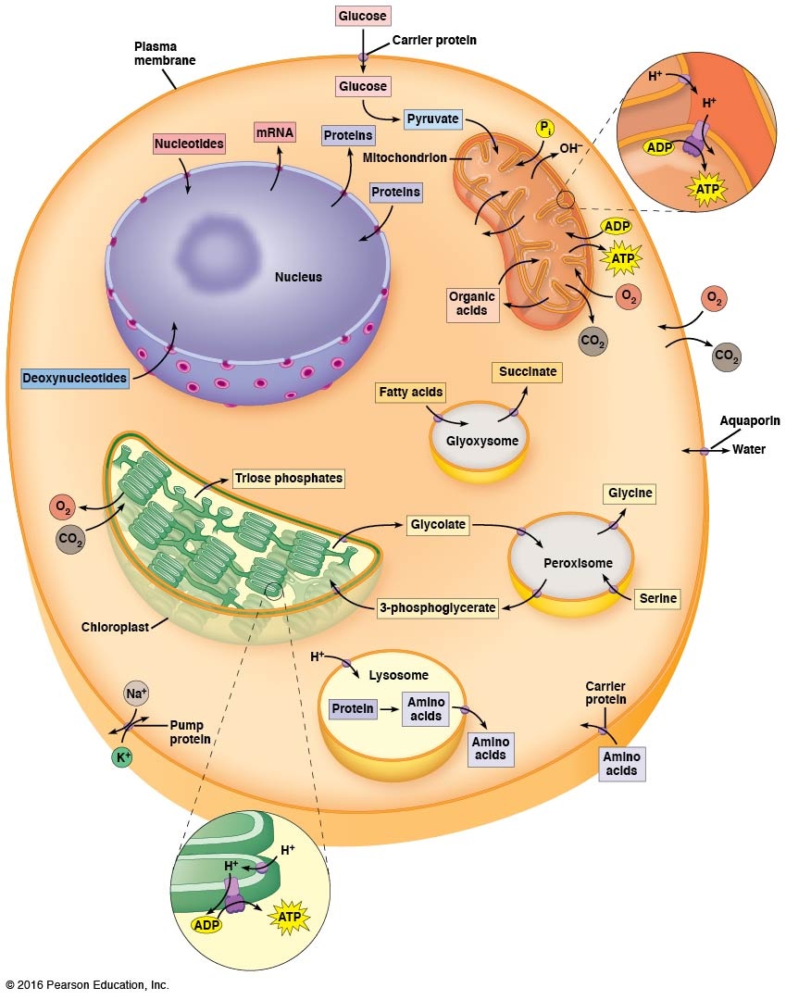 Glucose
Carrier protein
Plasma
membrane
Glucose
H⁺
H⁺
ADP
ATP
Pyruvate
Pᵢ
OH⁻
Nucleotides
mRNA
Proteins
Mitochondrion
Proteins
Nucleus
ADP
ATP
Organic
acids
O₂
CO₂
O₂
CO₂
Deoxynucleotides
Fatty acids
Succinate
Glyoxysome
Aquaporin
Water
Triose phosphates
O₂
CO₂
Glycolate
Glycine
Peroxisome
Serine
3-phosphoglycerate
Chloroplast
H⁺
Lysosome
Protein
Amino
acids
Amino
acids
Na⁺
Pump
protein
K⁺
Carrier
protein
Amino
acids
H⁺
H⁺
ADP
ATP
© 2016 Pearson Education, Inc.